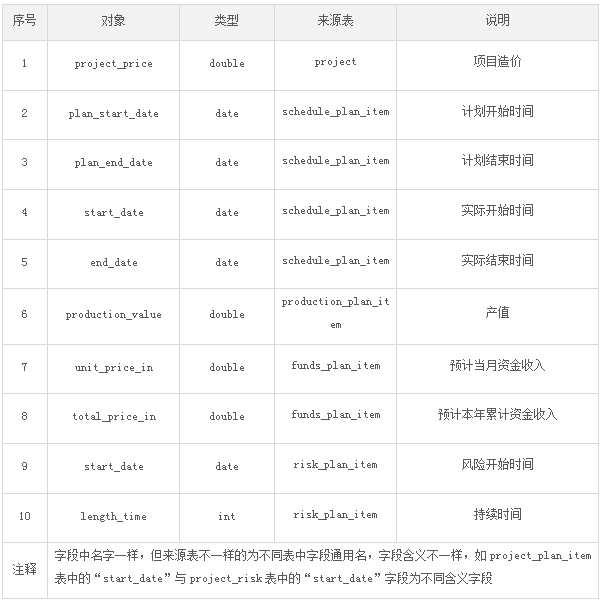 序号 对象 类型 来源表 说明
1 project_price double project 项目造价
2 plan_start_date date schedule_plan_item 计划开始时间
3 plan_end_date date schedule_plan_item 计划结束时间
4 start_date date schedule_plan_item 实际开始时间
5 end_date date schedule_plan_item 实际结束时间
6 production_value double production_plan_it
em 产值
7 unit_price_in double funds_plan_item 预计当月资金收入
8 total_price_in double funds_plan_item 预计本年累计资金收入
9 start_date date risk_plan_item 风险开始时间
10 length_time int risk_plan_item 持续时间
注释 字段中名字一样，但来源表不一样的为不同表中字段通用名，字段含义不一样，如 project_plan_item
表中的“start_date”与 project_risk 表中的“start_date”字段为不同含义字段